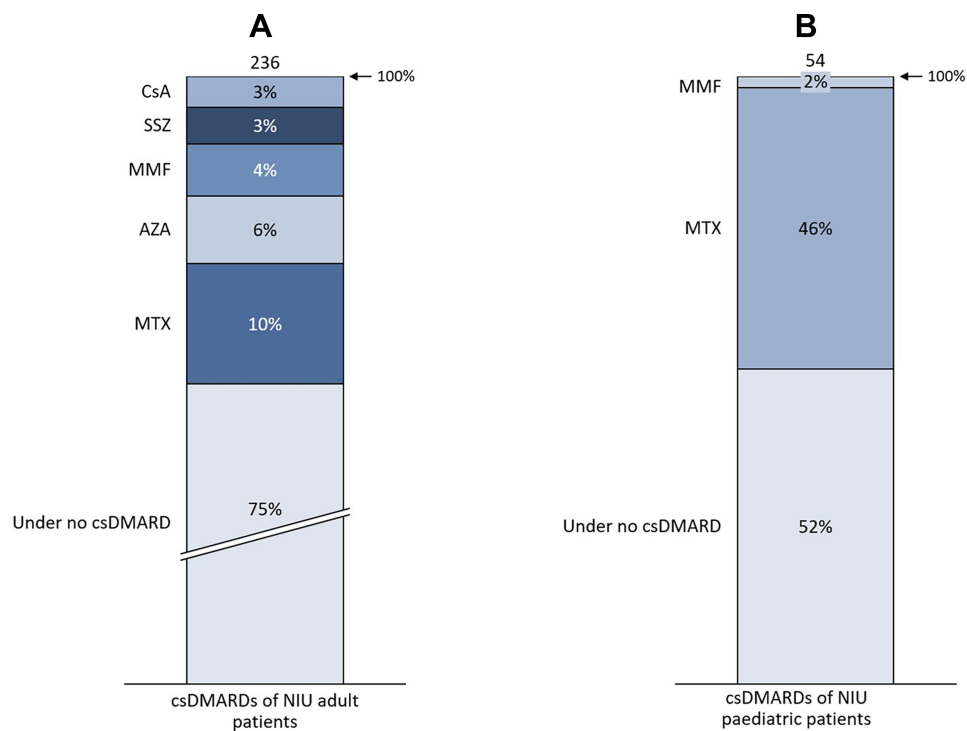 A
236
100%
CsA
3%
SSZ
3%
MMF
4%
AZA
6%
MTX
10%
Under no csDMARD
75%
csDMARDs of NIU adult
patients
B
54
100%
MMF
2%
MTX
46%
Under no csDMARD
52%
csDMARDs of NIU
paediatric patients